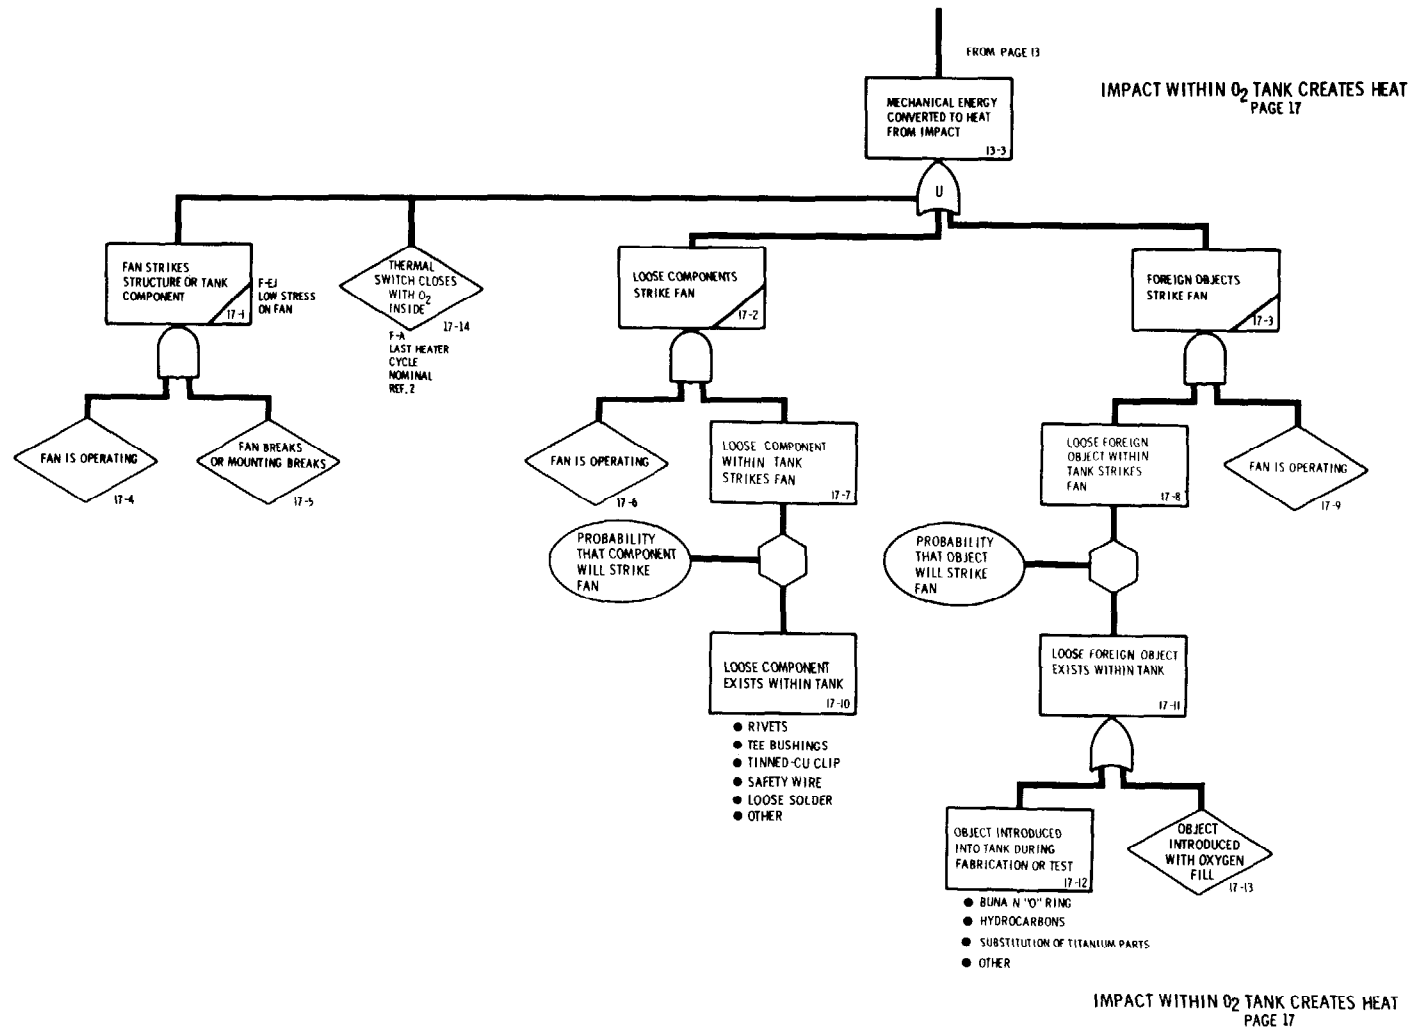 FROM PAGE 13
IMPACT WITHIN O2 TANK CREATES HEAT
PAGE 17
MECHANICAL ENERGY
CONVERTED TO HEAT
FROM IMPACT
13-3
U
FAN STRIKES
STRUCTURE OR TANK
COMPONENT
17-1
F-EJ
LOW STRESS
ON FAN
THERMAL
SWITCH CLOSES
WITH O2
INSIDE
17-14
F-A
LAST HEATER
CYCLE
NOMINAL
REF. 2
LOOSE COMPONENTS
STRIKE FAN
17-2
FOREIGN OBJECTS
STRIKE FAN
17-3
FAN IS OPERATING
17-4
FAN BREAKS
OR MOUNTING BREAKS
17-5
FAN IS OPERATING
17-6
LOOSE COMPONENT
WITHIN TANK
STRIKES FAN
17-7
LOOSE FOREIGN
OBJECT WITHIN
TANK STRIKES
FAN
17-8
FAN IS OPERATING
17-9
PROBABILITY
THAT COMPONENT
WILL STRIKE
FAN
PROBABILITY
THAT OBJECT
WILL STRIKE
FAN
LOOSE COMPONENT
EXISTS WITHIN TANK
17-10
● RIVETS
● TEE BUSHINGS
● TINNED-CU CLIP
● SAFETY WIRE
● LOOSE SOLDER
● OTHER
LOOSE FOREIGN OBJECT
EXISTS WITHIN TANK
17-11
OBJECT INTRODUCED
INTO TANK DURING
FABRICATION OR TEST
17-12
● BUNA N "O" RING
● HYDROCARBONS
● SUBSTITUTION OF TITANIUM PARTS
● OTHER
OBJECT
INTRODUCED
WITH OXYGEN
FILL
17-13
IMPACT WITHIN O2 TANK CREATES HEAT
PAGE 17